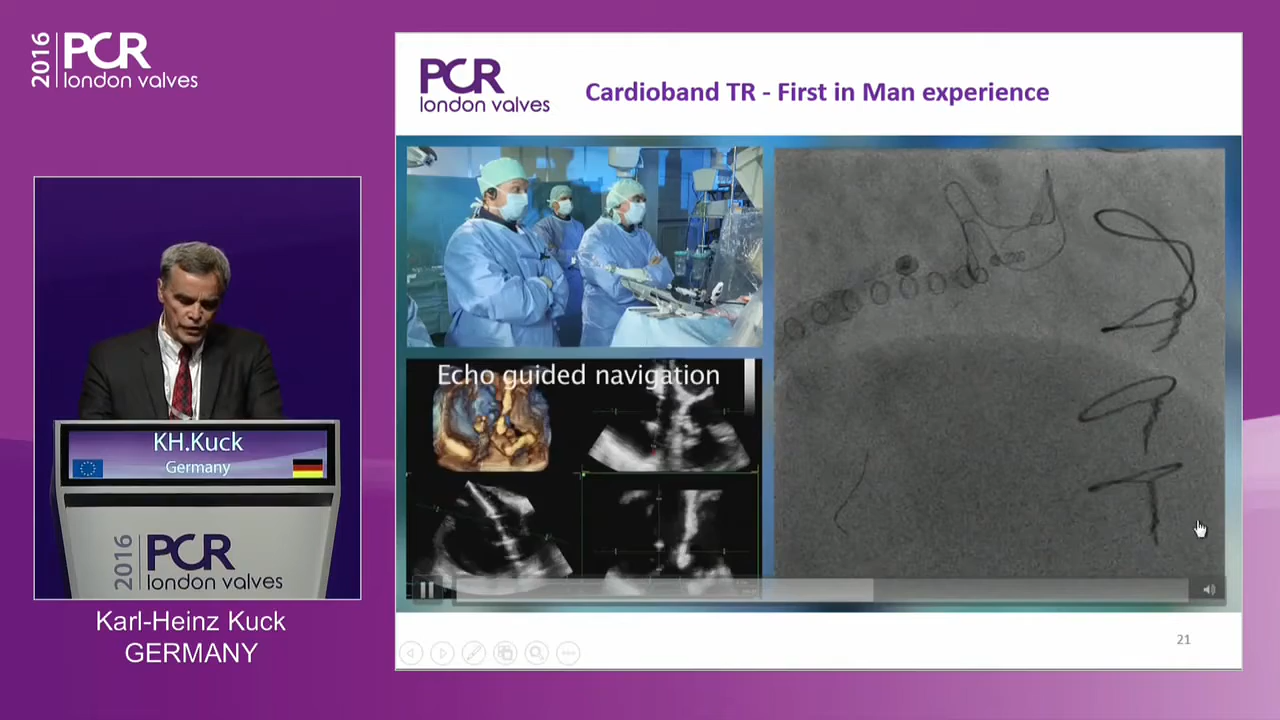 2016 PCR
london valves
KH.Kuck
Germany
2016 PCR
london valves
Karl-Heinz Kuck
GERMANY
PCR
london valves
Cardioband TR - First in Man experience
Echo guided navigation
21